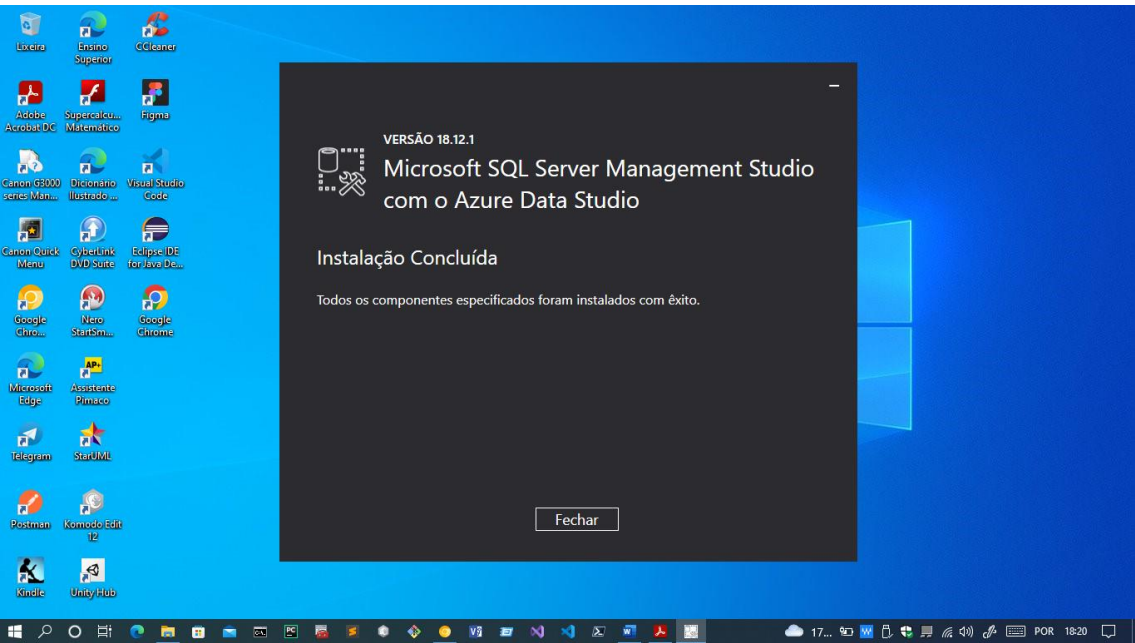 Lixeira
Ensino
Superior
CCleaner
Adobe
Acrobat DC
Supercalcu...
Matemático
Figma
Canon G3000
series Man...
Dicionario
Ilustrado ...
Visual Studio
Code
Canon Quick
Menu
CyberLink
DVD Suite
Eclipse IDE
for Java De...
Google
Chro...
Nero
StartSm...
Google
Chrome
Microsoft
Edge
AP+
Assistente
Pimaco
Telegram
StarUML
Postman
Komodo Edit
12
Kindle
Unity Hub
VERSÃO 18.12.1
Microsoft SQL Server Management Studio
com o Azure Data Studio
Instalação Concluída
Todos os componentes especificados foram instalados com êxito.
Fechar
17...
POR
18:20